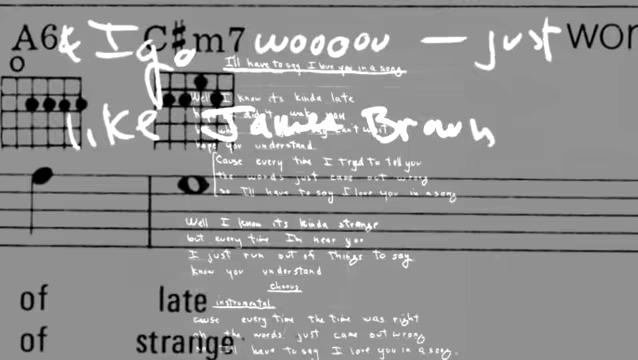 A6 C#m7
& I go woooou — just wor
I'll have to say I love you in a song
Well I know its kinda late
like James Brown
hope you understand
Cause every time I tryed to tell you
the words just came out wrong
so I'll have to say I love you in a song
Well I know its kinda strange
but every time Im near you
I just run out of things to say
know you understand
Chorus
of late
instrumental
cause every time the time was right
the words just came out wrong
of strange
have to say I love you in a song.